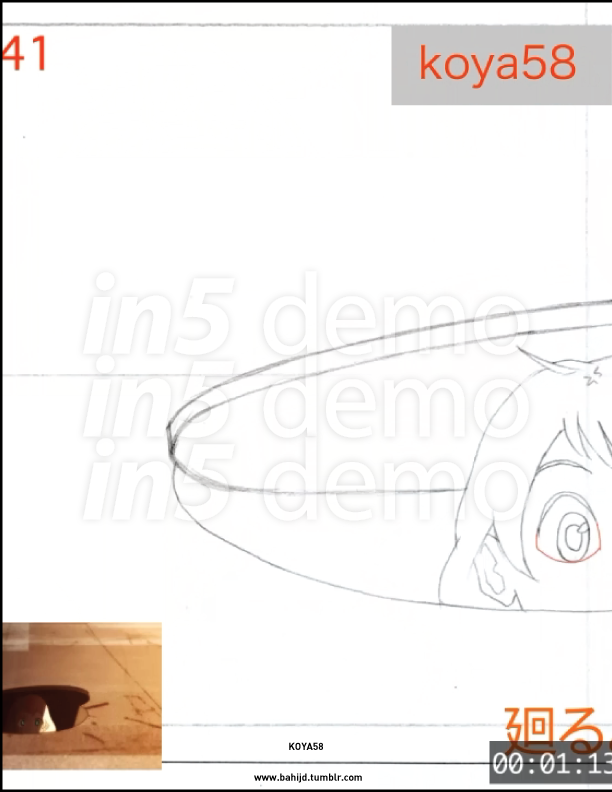 41
koya58
in5 demo
in5 demo
in5 demo
廻る
KOYA58
00:01:13
www.bahijd.tumblr.com